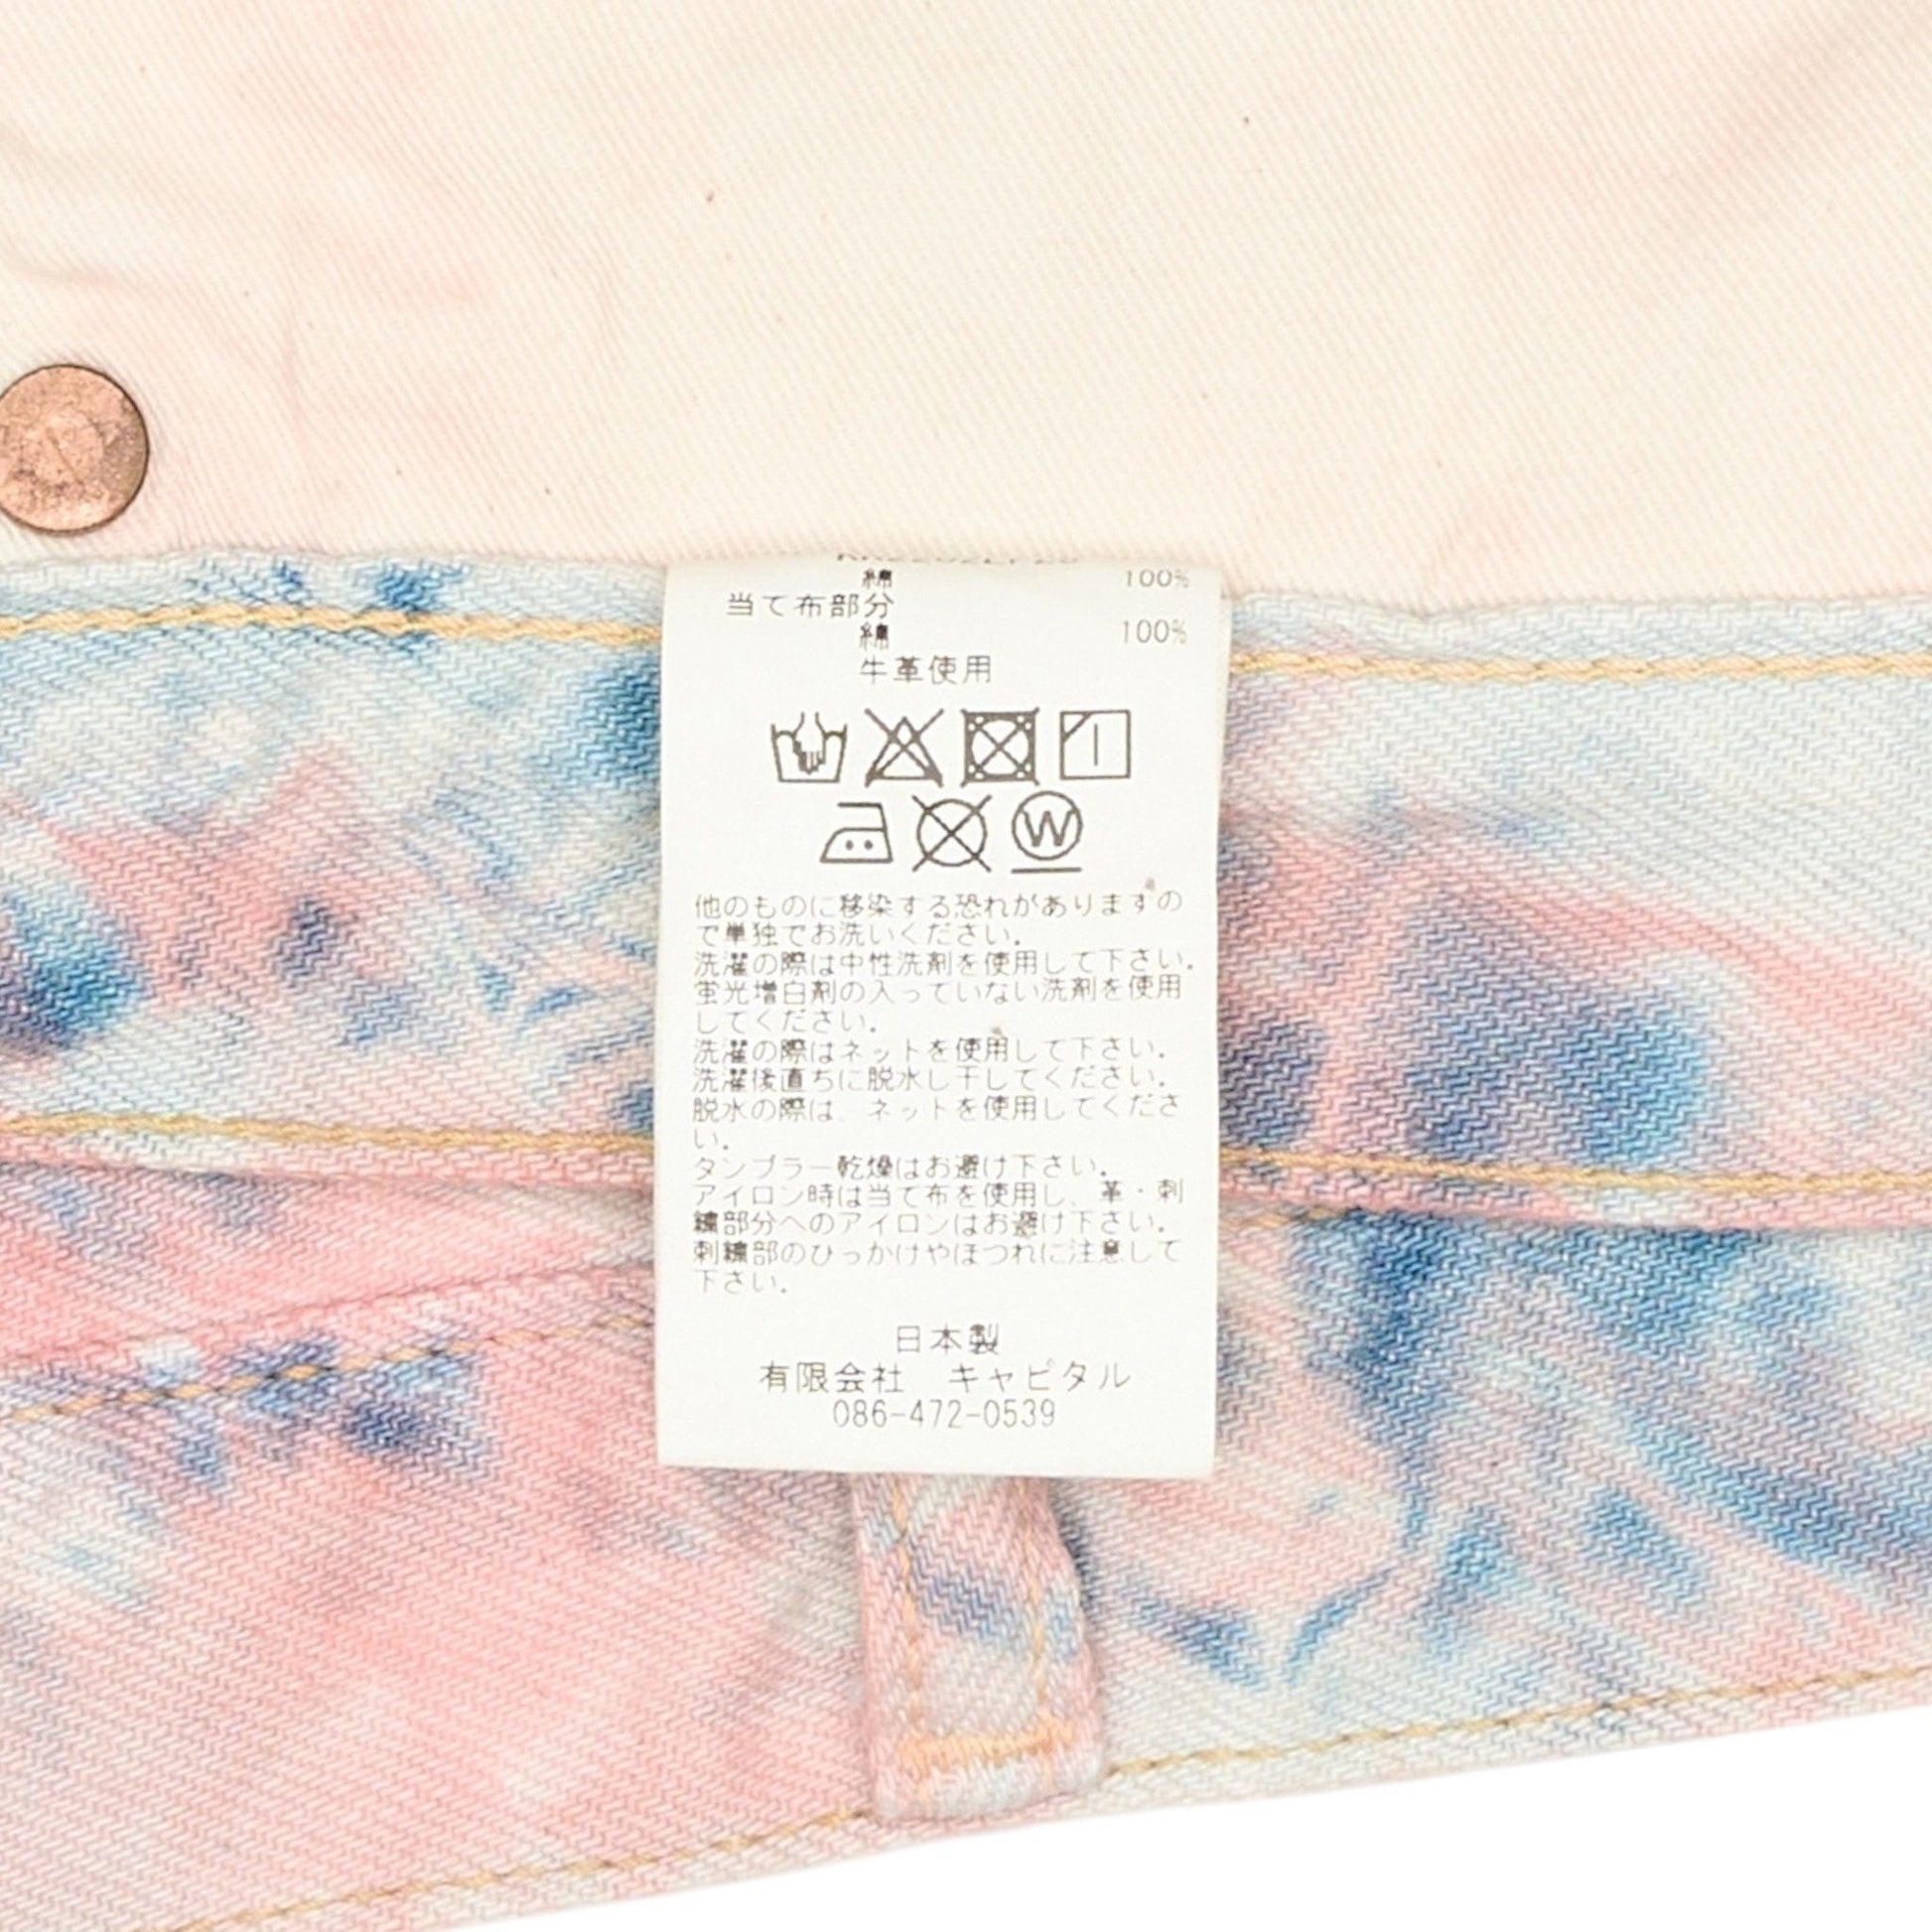 綿 100%
当て布部分
綿 100%
牛革使用
W
他のものに移染する恐れがありますの
で単独でお洗いください.
洗濯の際は中性洗剤を使用して下さい.
蛍光増白剤の入っていない洗剤を使用
してください.
洗濯の際はネットを使用して下さい.
洗濯後直ちに脱水し干してください.
脱水の際は、ネットを使用してくださ
い.
タンブラー乾燥はお避け下さい.
アイロン時は当て布を使用し、革・刺
繍部分へのアイロンはお避け下さい.
刺繍部のひっかけやほつれに注意して
下さい.
日本製
有限会社 キャピタル
086-472-0539